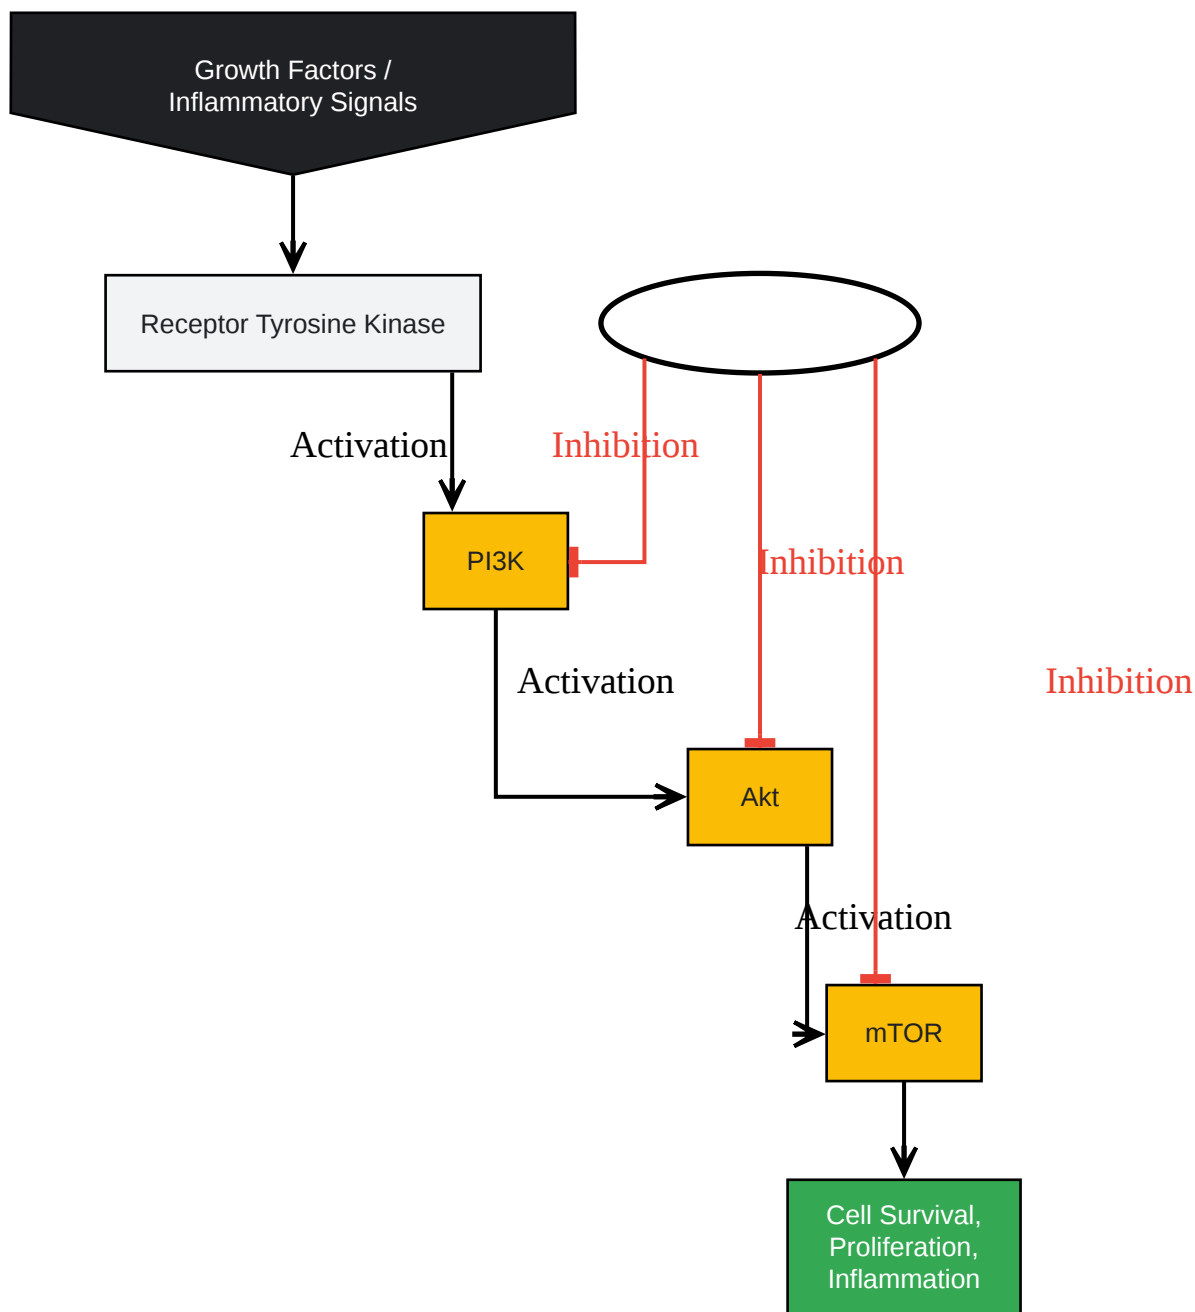 Growth Factors /
Inflammatory Signals
Receptor Tyrosine Kinase
Activation
Inhibition
PI3K
Inhibition
Activation
Inhibition
Akt
Activation
mTOR
Cell Survival,
Proliferation,
Inflammation